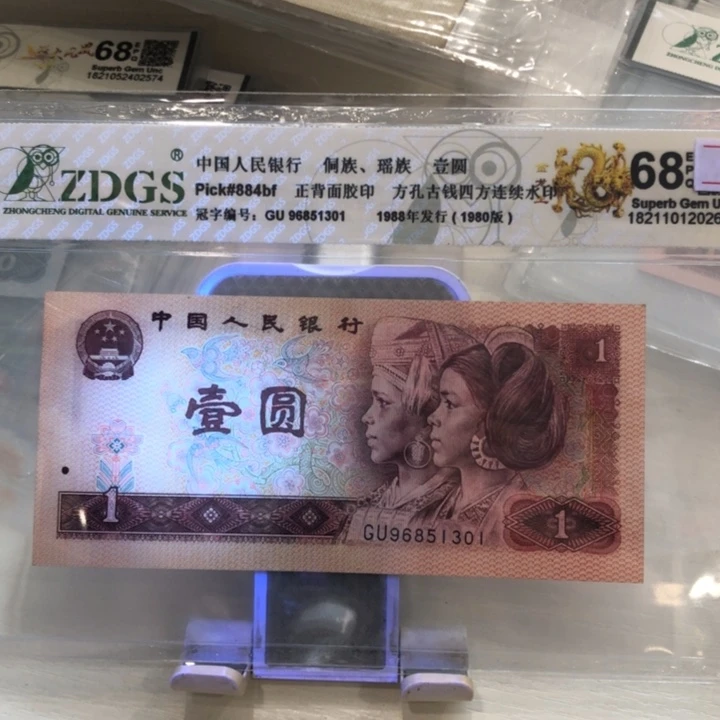 68 EPQ
Superb Gem Unc
1821052402574
ZHONGCHENG
ZDGS®
ZHONGCHENG DIGITAL GENUINE SERVICE
中国人民银行 侗族、瑶族 壹圆
Pick#884bf 正背面胶印 方孔古钱四方连续水印
冠字编号：GU 96851301 1988年发行（1980版）
68
Superb Gem U
18211012026
中国人民银行
壹圆
1
1
1
GU96851301